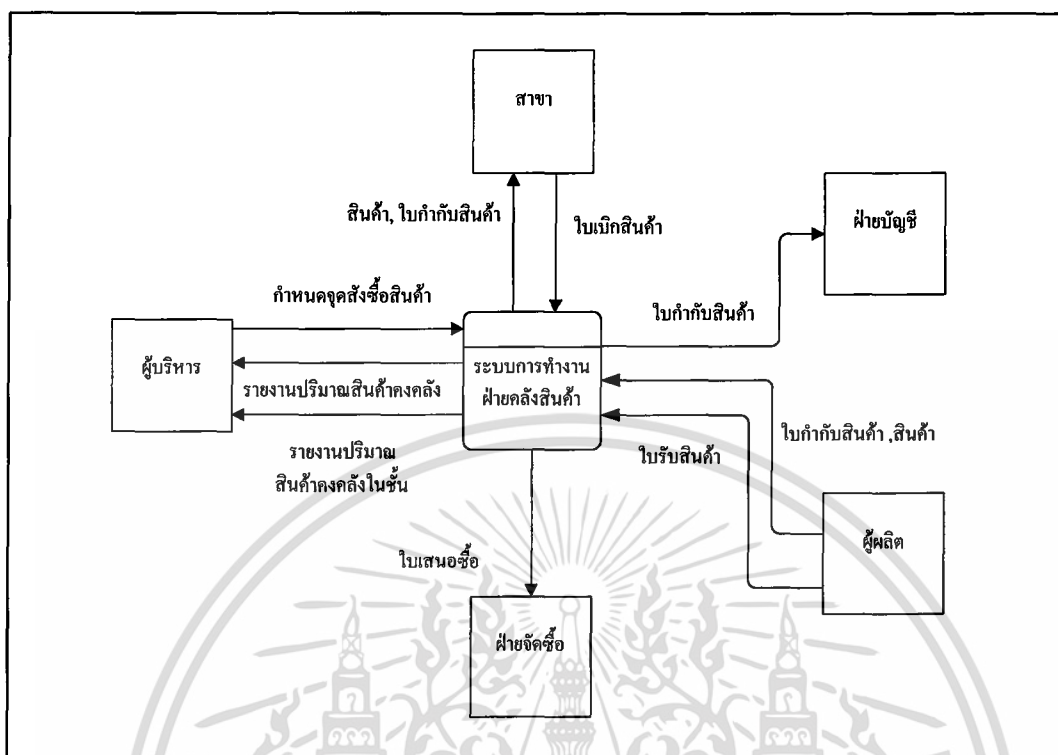 สาขา
สินค้า, ใบกำกับสินค้า
ใบเบิกสินค้า
ฝ่ายบัญชี
กำหนดจุดสั่งซื้อสินค้า
ใบกำกับสินค้า
ผู้บริหาร
ระบบการทำงาน
ฝ่ายคลังสินค้า
รายงานปริมาณสินค้าคงคลัง
ใบกำกับสินค้า ,สินค้า
ใบรับสินค้า
รายงานปริมาณ
สินค้าคงคลังในชั้น
ผู้ผลิต
ใบเสนอซื้อ
ฝ่ายจัดซื้อ